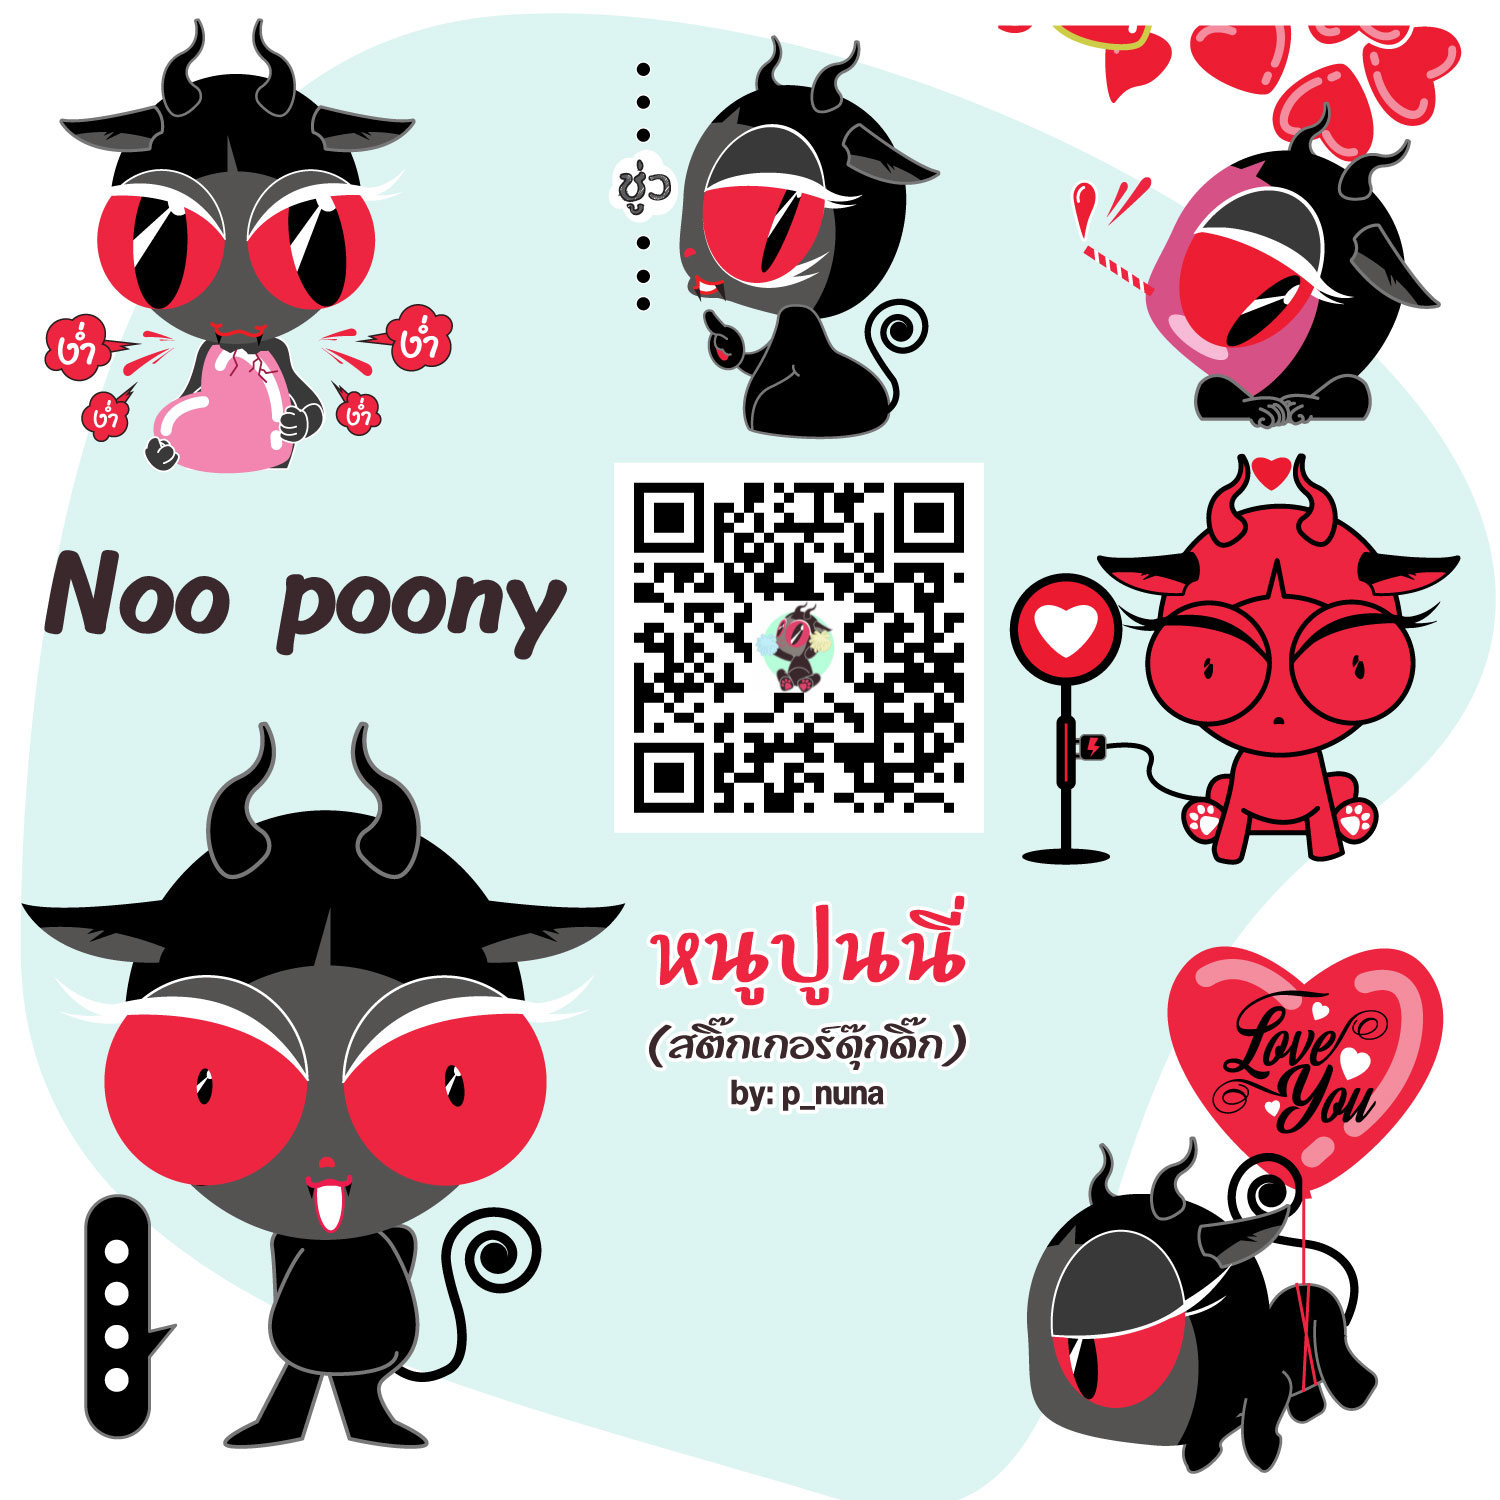 ชู่ว
งำ่
งำ่
งำ่
งำ่
Noo poony
หนูปูนนี่
(สติ๊กเกอร์ดุ๊กดิ๊ก)
by: p_nuna
Love
You